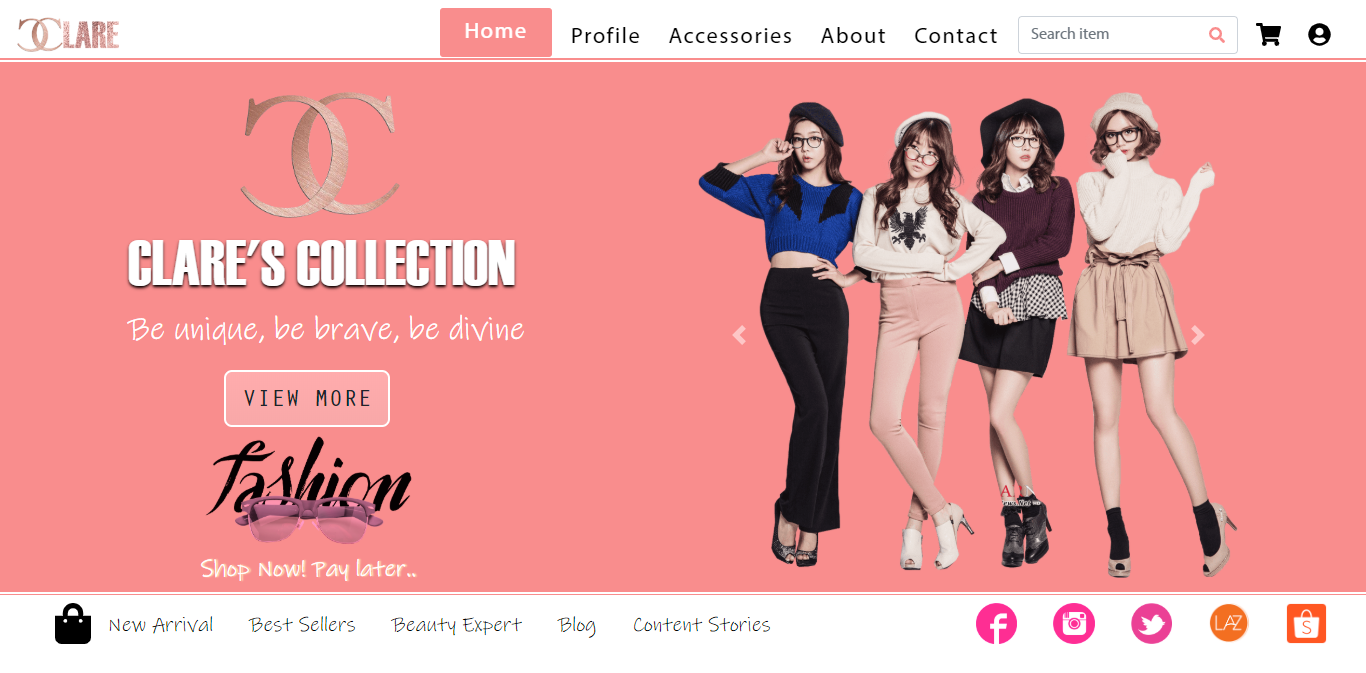 CLARE
Home
Profile
Accessories
About
Contact
Search item
CLARE'S COLLECTION
Be unique, be brave, be divine
VIEW MORE
fashion
Shop Now! Pay later..
New Arrival
Best Sellers
Beauty Expert
Blog
Content Stories
LAZ
S